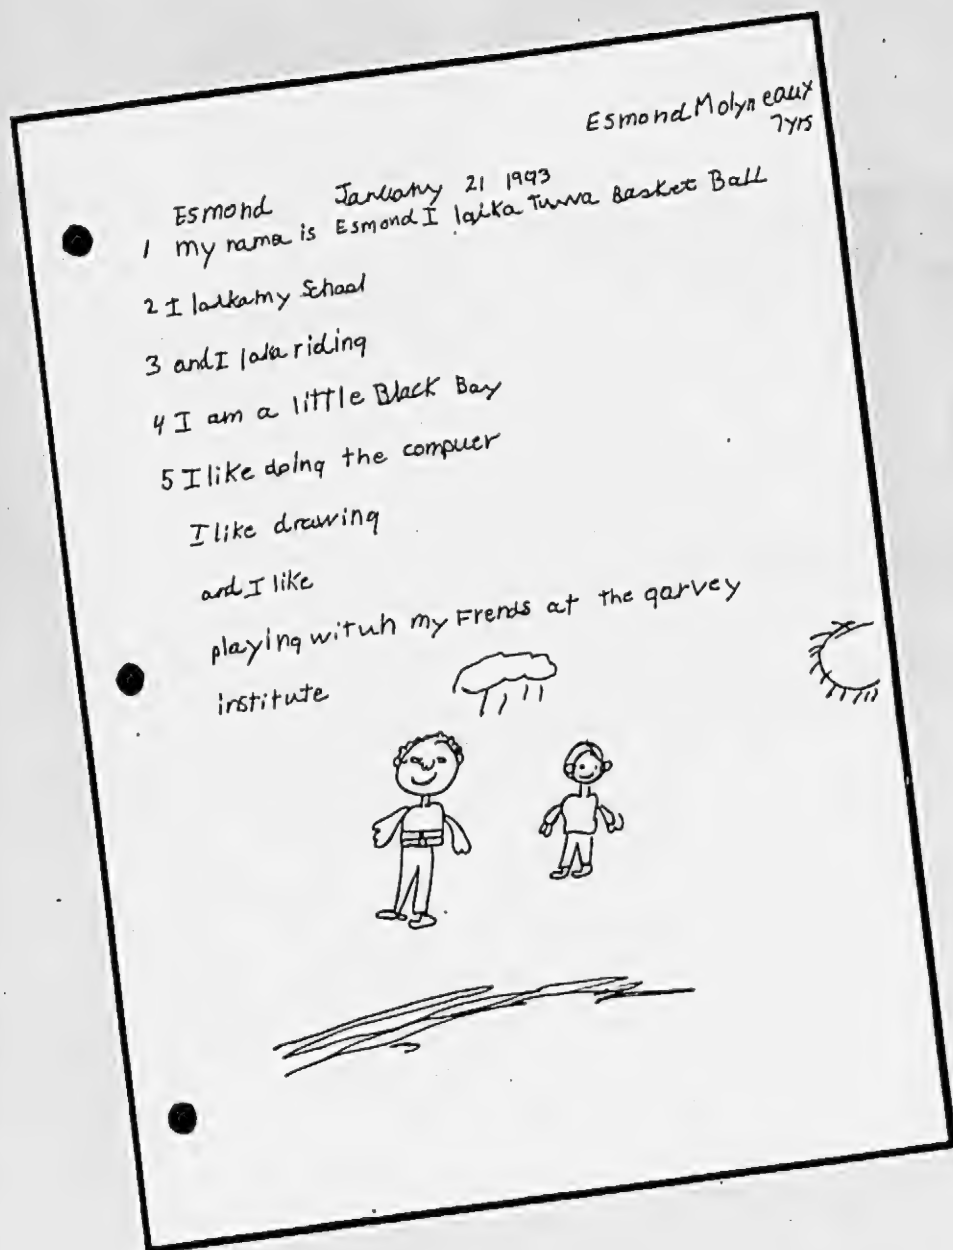 Esmond Molyneaux
7yrs
Esmond January 21 1993
1 my nama is Esmond I laika Tuwa Basket Ball
2 I laikamy School
3 and I laka riding
4 I am a little Black Bay
5 I like doing the compuer
I like drawing
and I like
playing wituh my Frends at the garvey
institute